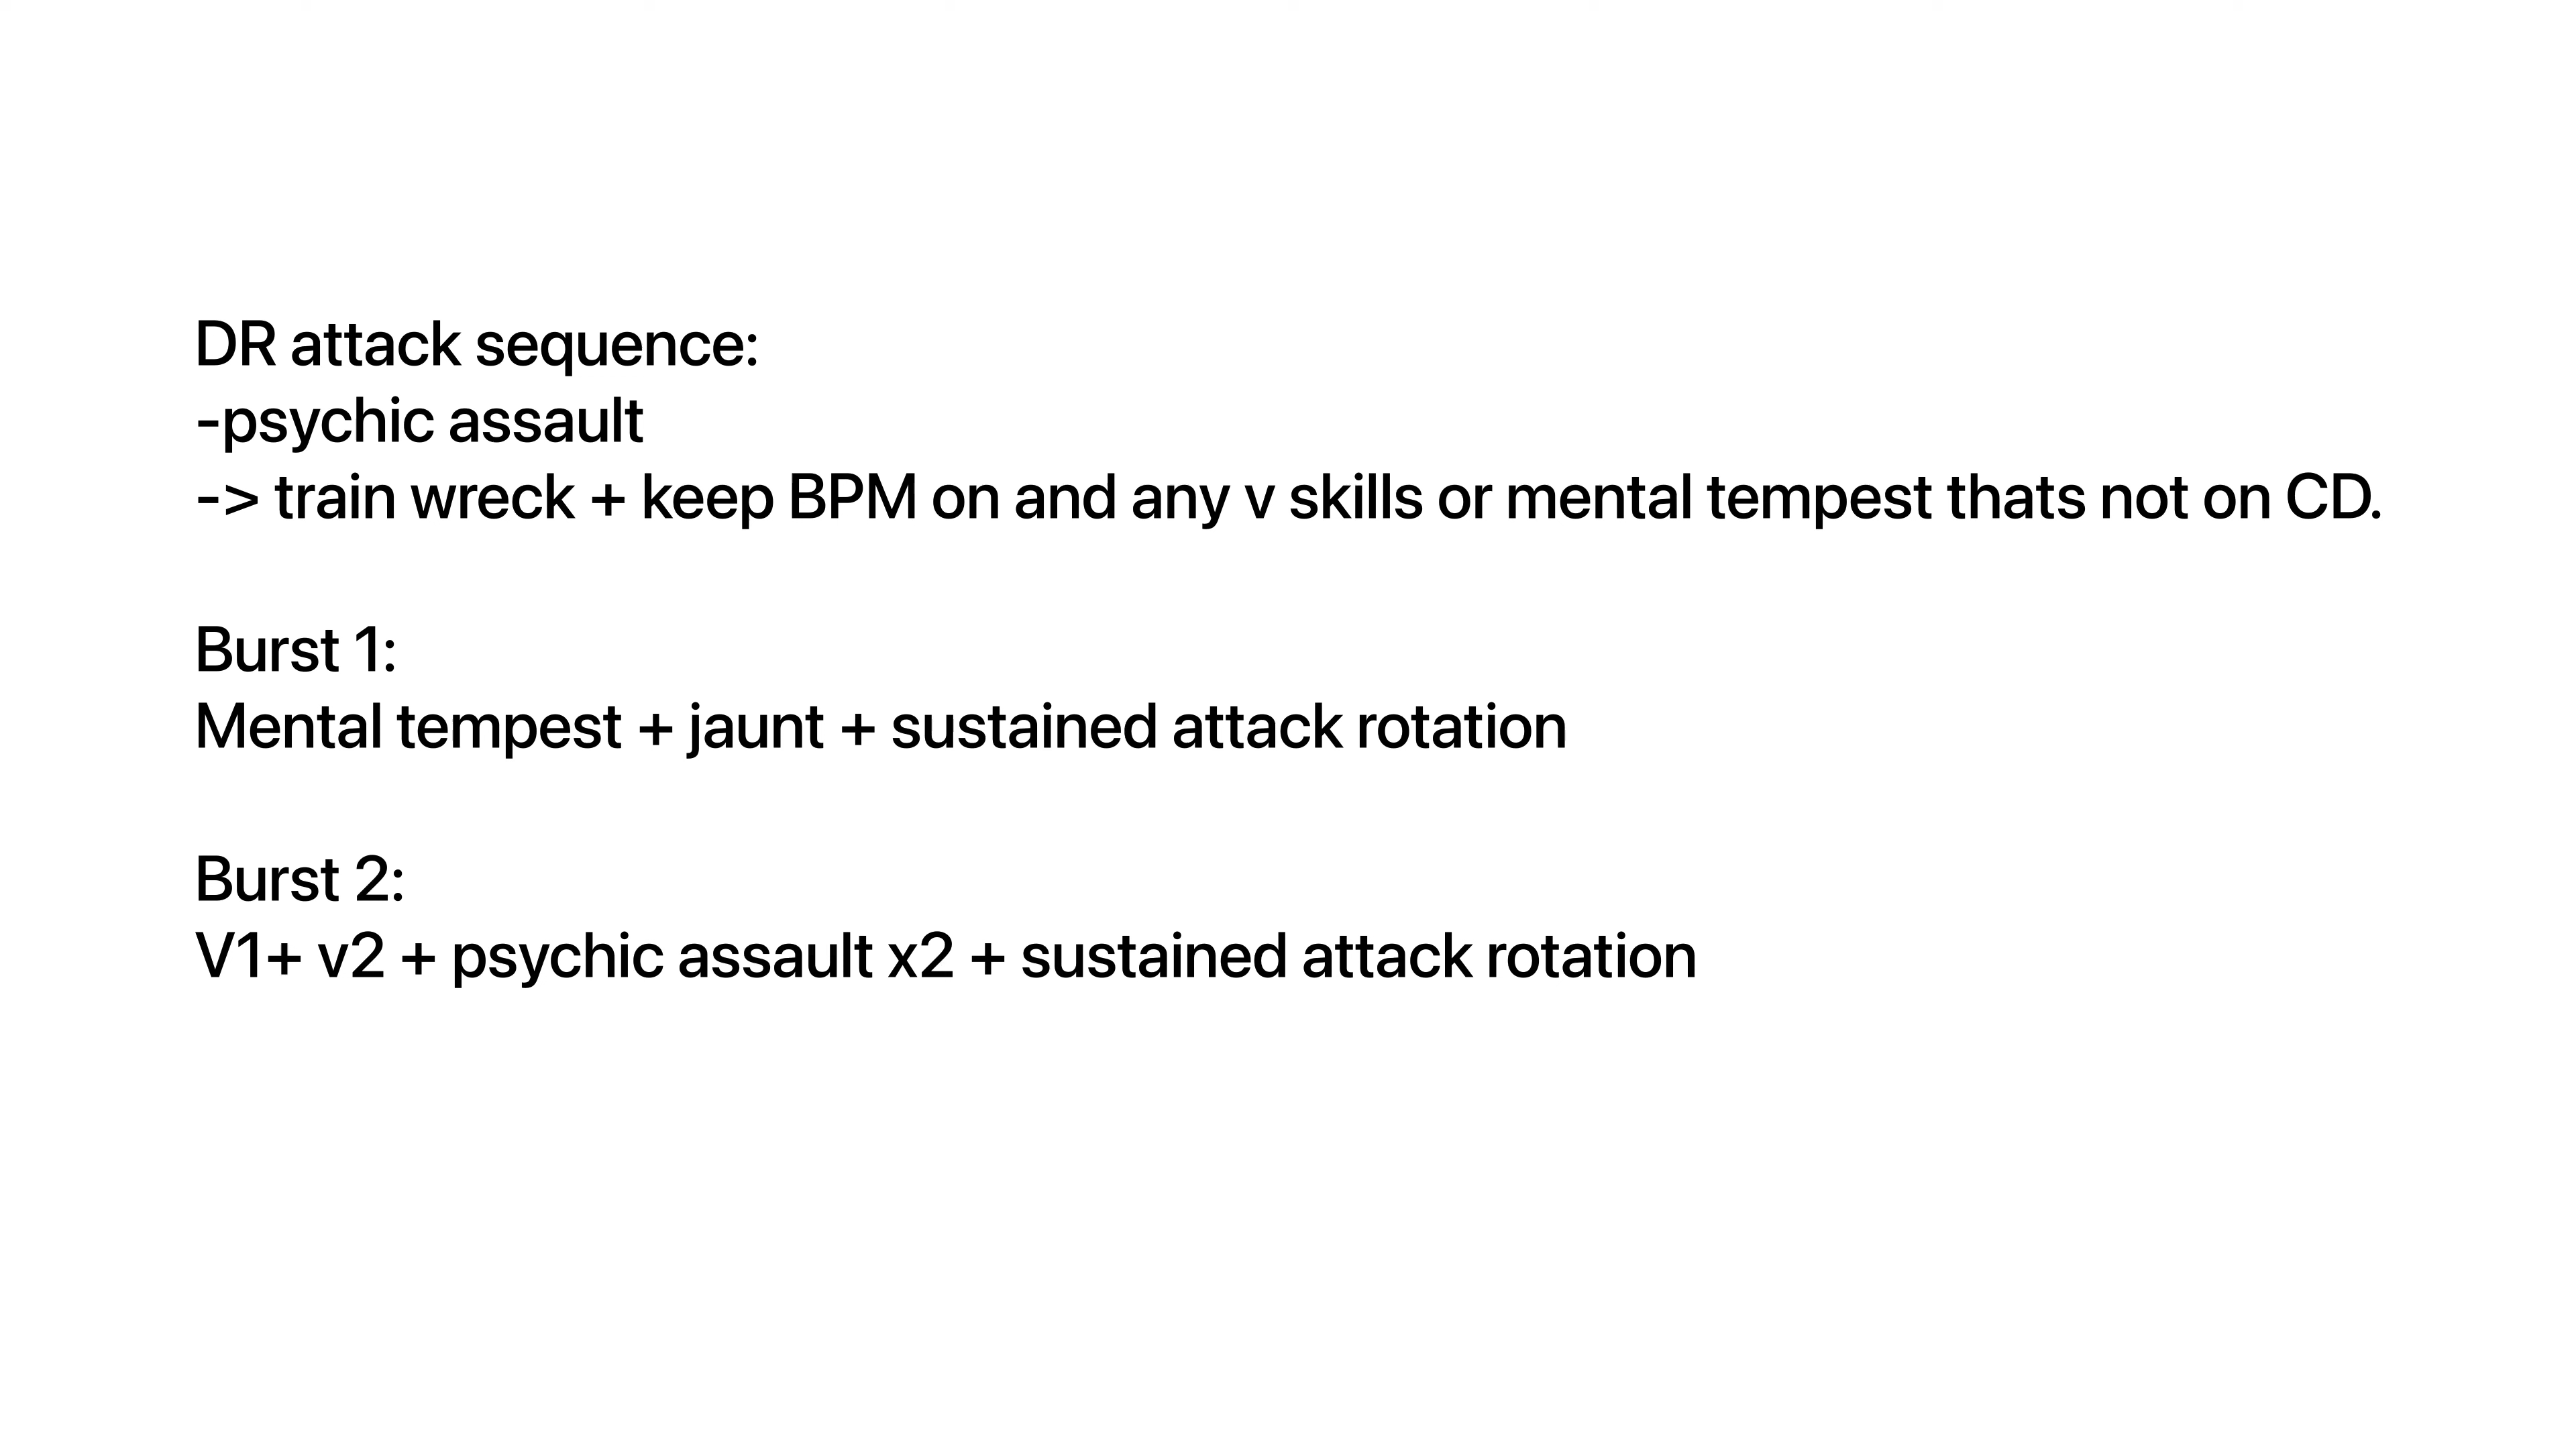 DR attack sequence:
-psychic assault
-> train wreck + keep BPM on and any v skills or mental tempest thats not on CD.
Burst 1:
Mental tempest + jaunt + sustained attack rotation
Burst 2:
V1+ v2 + psychic assault x2 + sustained attack rotation